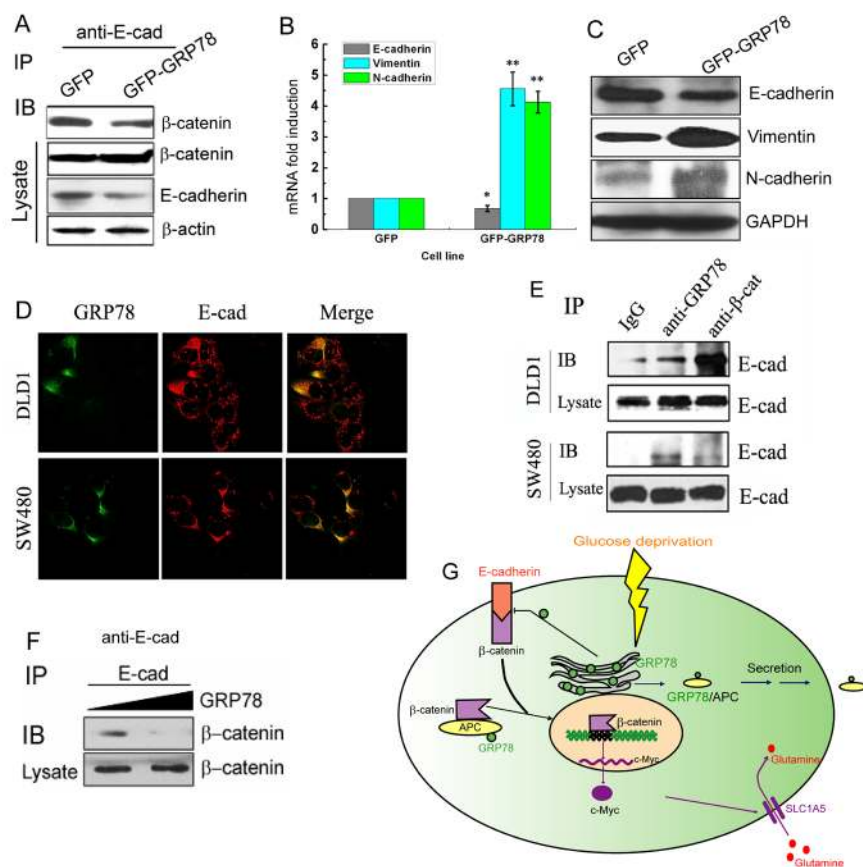 A
anti-E-cad
IP
GFP
GFP-GRP78
IB
β-catenin
Lysate
β-catenin
E-cadherin
β-actin
B
E-cadherin
Vimentin
N-cadherin
mRNA fold induction
6
5
4
3
2
1
0
*
**
**
GFP
GFP-GRP78
Cell line
C
GFP
GFP-GRP78
E-cadherin
Vimentin
N-cadherin
GAPDH
D
GRP78
E-cad
Merge
DLD1
SW480
E
IP
IgG
anti-GRP78
anti-β-cat
DLD1
IB
E-cad
Lysate
E-cad
SW480
IB
E-cad
Lysate
E-cad
F
anti-E-cad
IP
E-cad
GRP78
IB
β-catenin
Lysate
β-catenin
G
Glucose deprivation
E-cadherin
β-catenin
GRP78
Secretion
GRP78/APC
β-catenin
APC
GRP78
β-catenin
c-Myc
c-Myc
Glutamine
SLC1A5
Glutamine